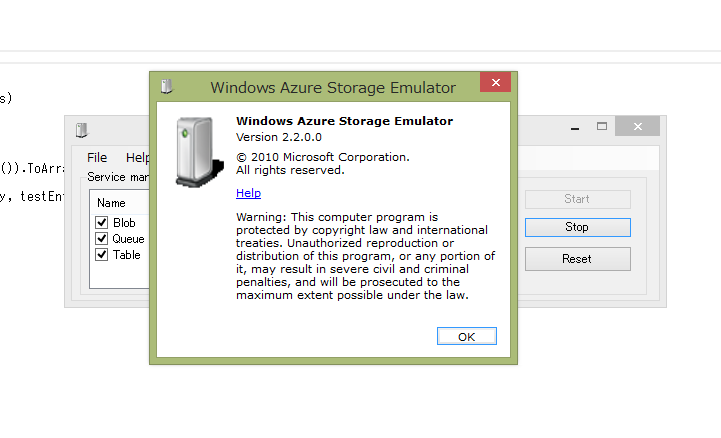 Windows Azure Storage Emulator
Windows Azure Storage Emulator
Version 2.2.0.0
© 2010 Microsoft Corporation.
All rights reserved.
Help
Warning: This computer program is
protected by copyright law and international
treaties. Unauthorized reproduction or
distribution of this program, or any portion of
it, may result in severe civil and criminal
penalties, and will be prosecuted to the
maximum extent possible under the law.
OK
File Help
Service mar
Name
Blob
Queue
Table
Start
Stop
Reset
s)
()).ToArra
y, testEnt